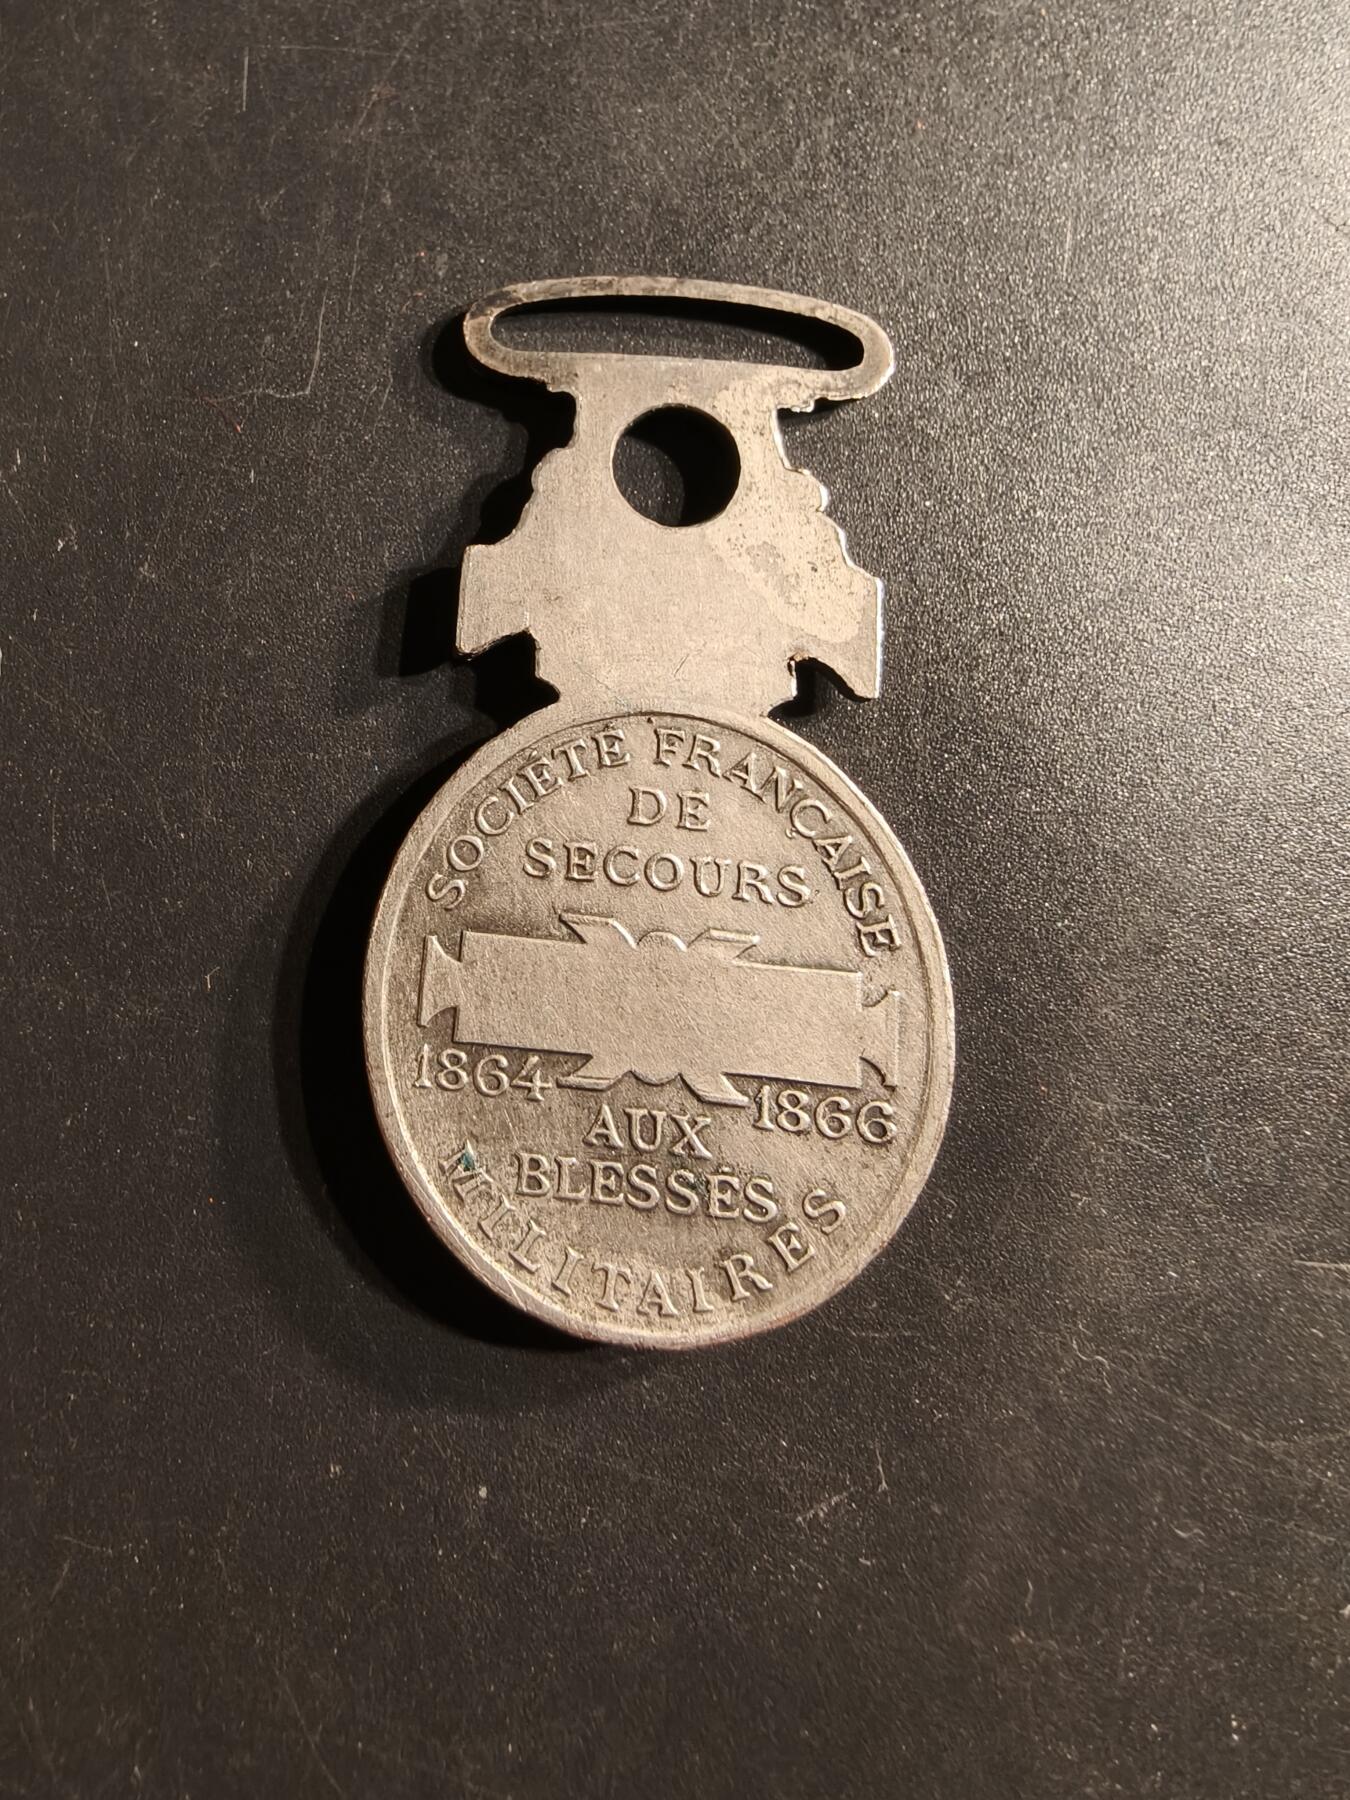 SOCIÉTÉ FRANÇAISE
DE
SECOURS
1864 1866
AUX
BLESSÉS
MILITAIRES